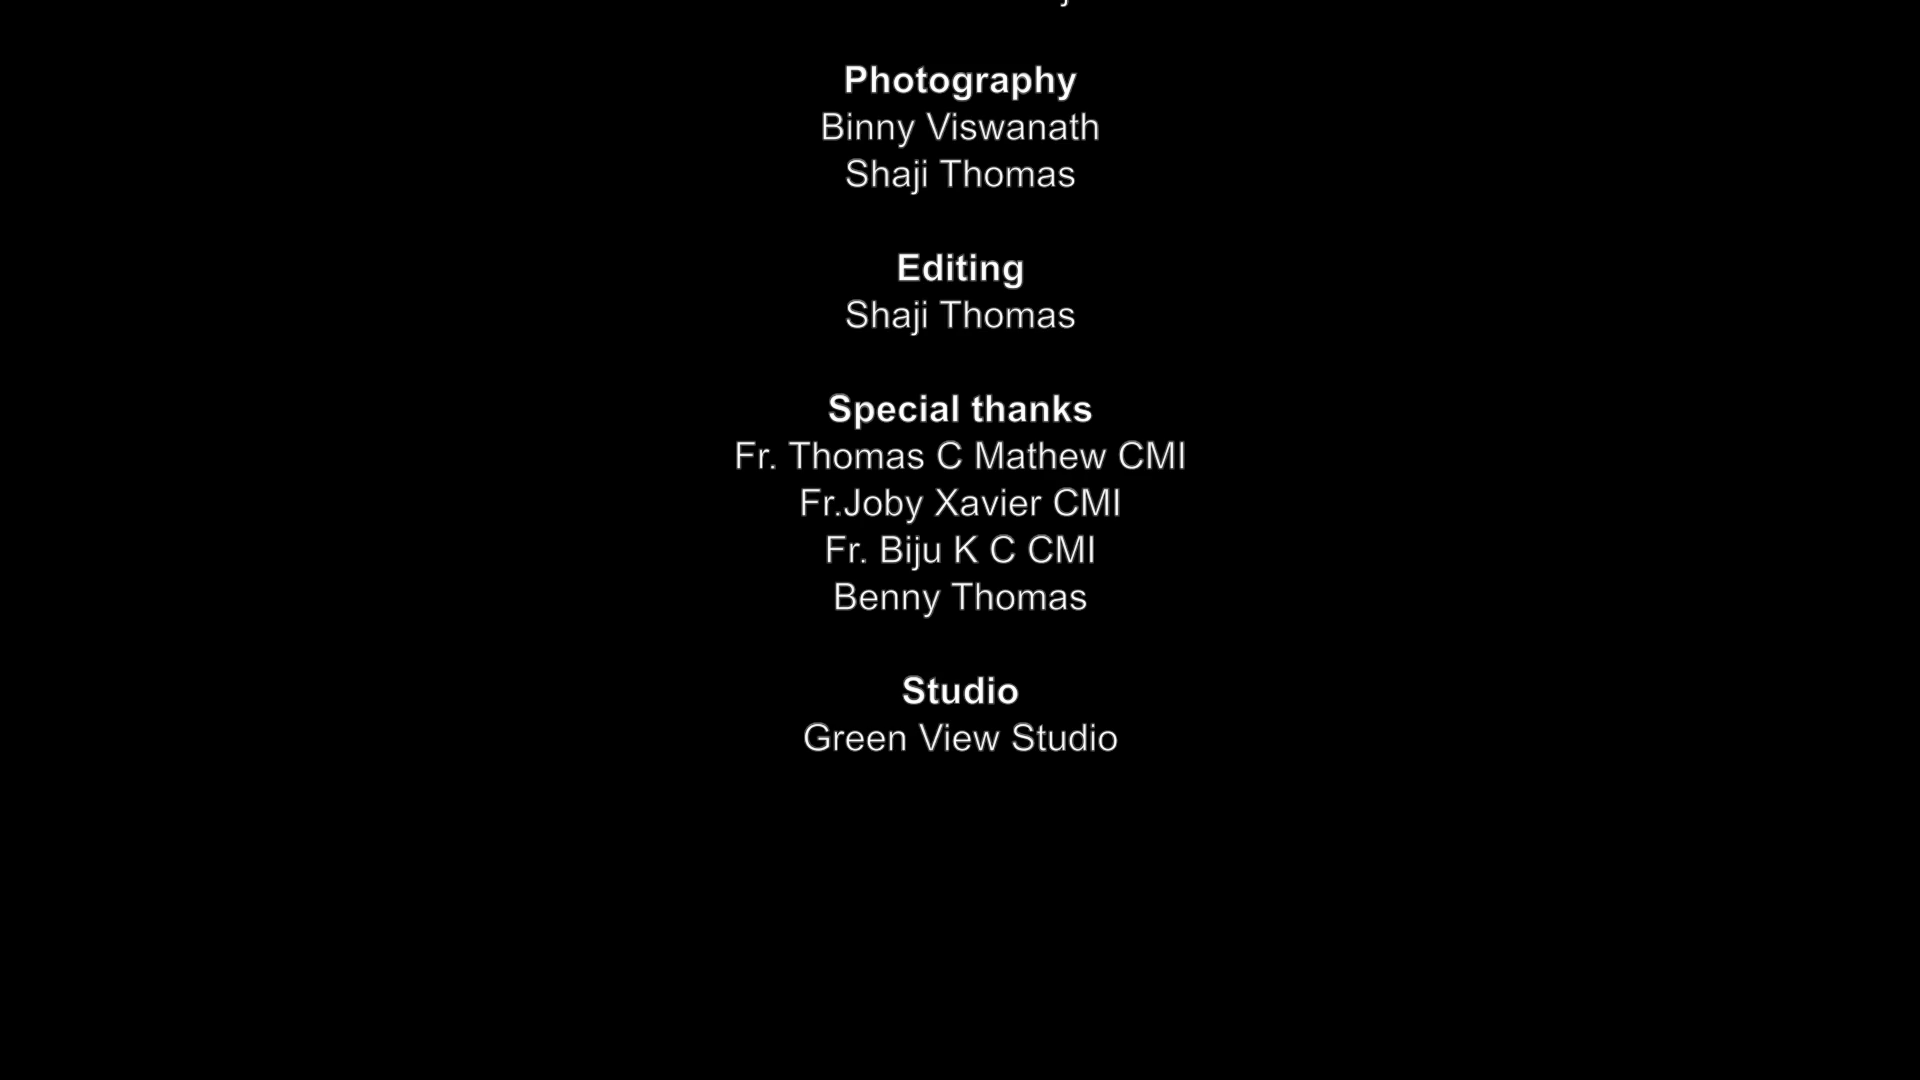 Photography
Binny Viswanath
Shaji Thomas
Editing
Shaji Thomas
Special thanks
Fr. Thomas C Mathew CMI
Fr.Joby Xavier CMI
Fr. Biju K C CMI
Benny Thomas
Studio
Green View Studio